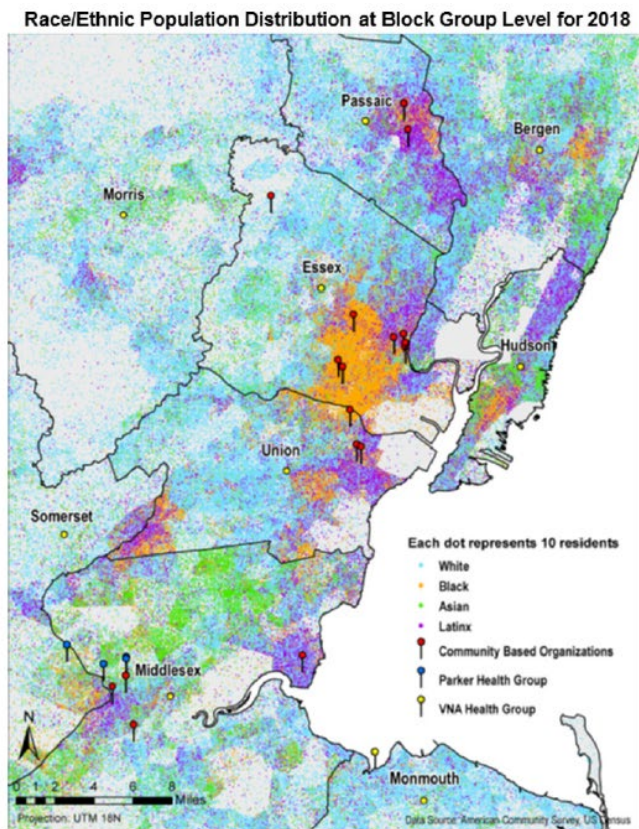 Race/Ethnic Population Distribution at Block Group Level for 2018
Passaic
Bergen
Morris
Essex
Hudson
Union
Somerset
Each dot represents 10 residents
White
Black
Asian
Latinx
Community Based Organizations
Parker Health Group
VNA Health Group
Middlesex
N
0 1 2 4 6 8
Miles
Monmouth
Projection: UTM 18N
Data Source: American Community Survey, US Census